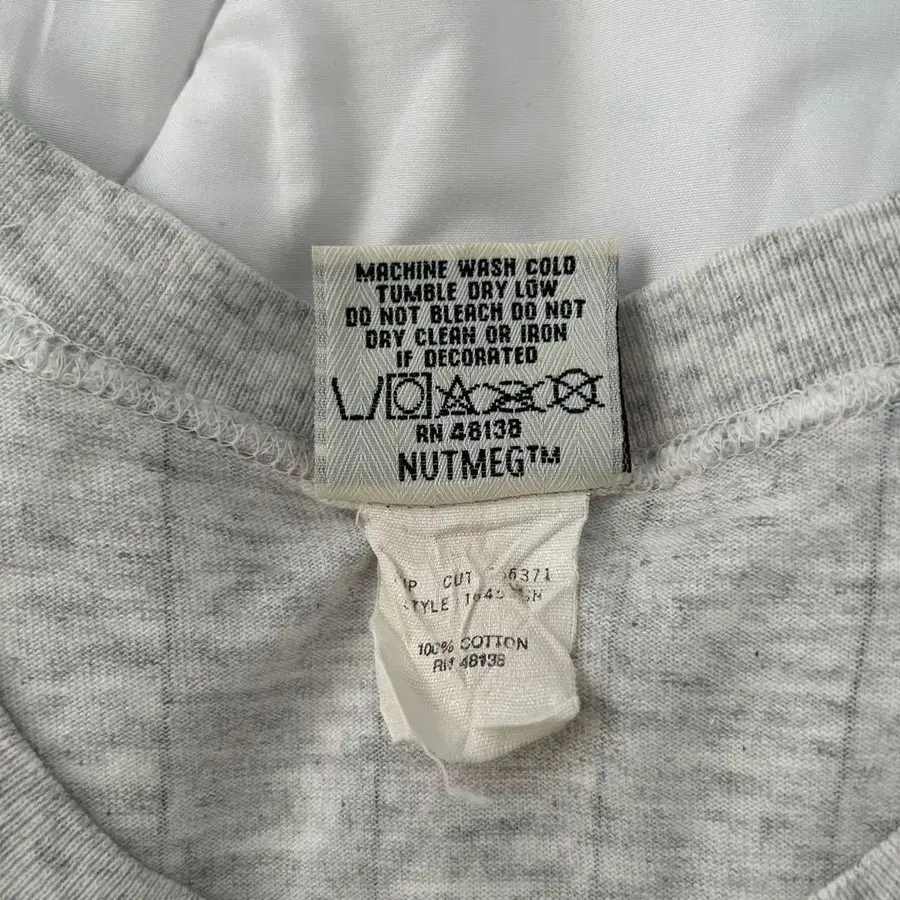 MACHINE WASH COLD
TUMBLE DRY LOW
DO NOT BLEACH DO NOT
DRY CLEAN OR IRON
IF DECORATED
RN 48138
NUTMEG™
CUT
100% COTTON
RN 48138